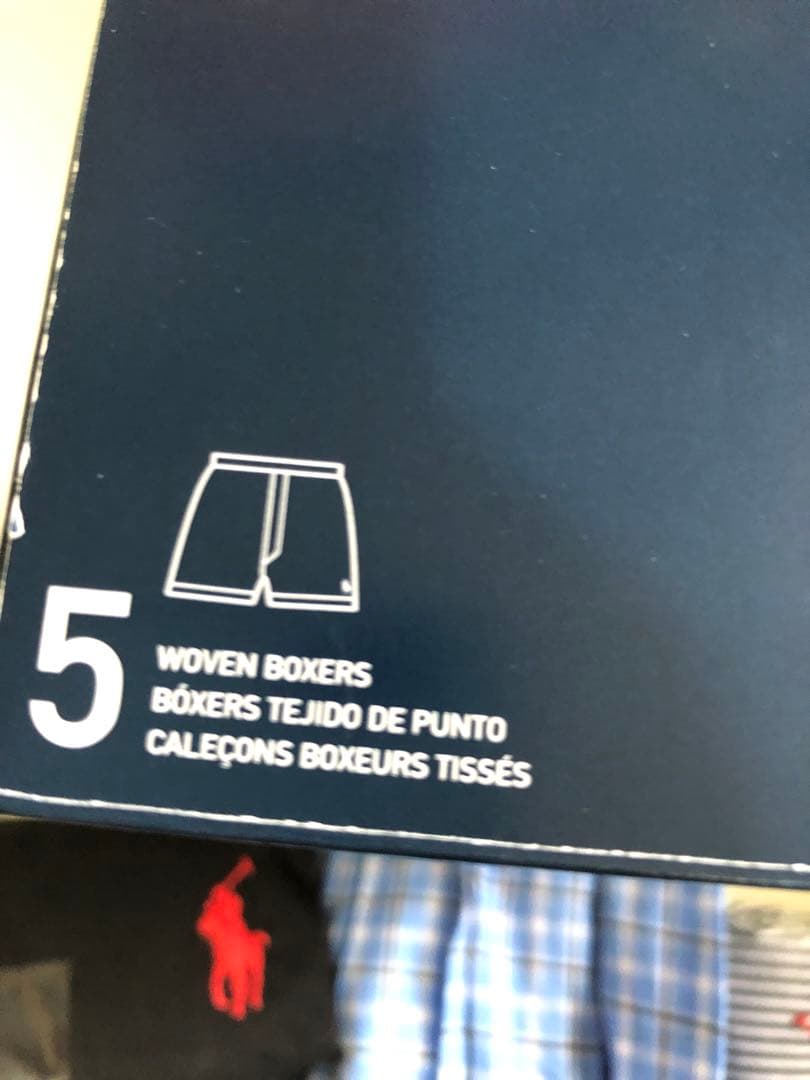 5
WOVEN BOXERS
BÓXERS TEJIDO DE PUNTO
CALEÇONS BOXEURS TISSÉS